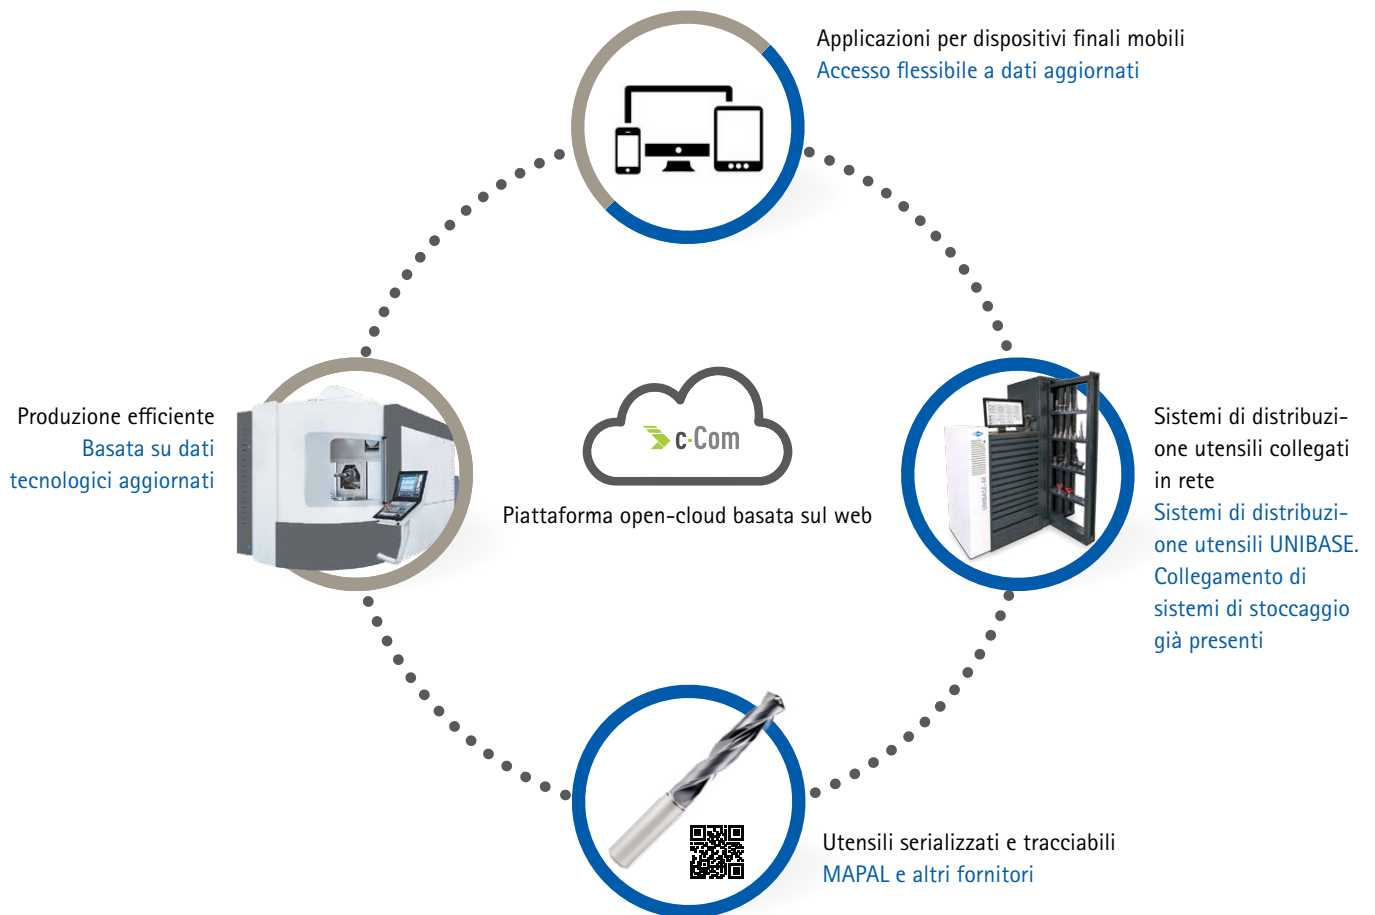 Applicazioni per dispositivi finali mobili
Accesso flessibile a dati aggiornati
Produzione efficiente
Basata su dati
tecnologici aggiornati
c-Com
Piattaforma open-cloud basata sul web
UNIBASE-M
Sistemi di distribuzi-
one utensili collegati
in rete
Sistemi di distribuzi-
one utensili UNIBASE.
Collegamento di
sistemi di stoccaggio
già presenti
Utensili serializzati e tracciabili
MAPAL e altri fornitori